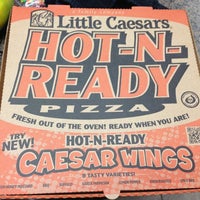 Little Caesars
HOT-N-
READY
PIZZA
FRESH OUT OF THE OVEN READY WHEN YOU ARE!
TRY
NEW!
HOT-N-READY
CAESAR WINGS
8 TASTY VARIETIES!